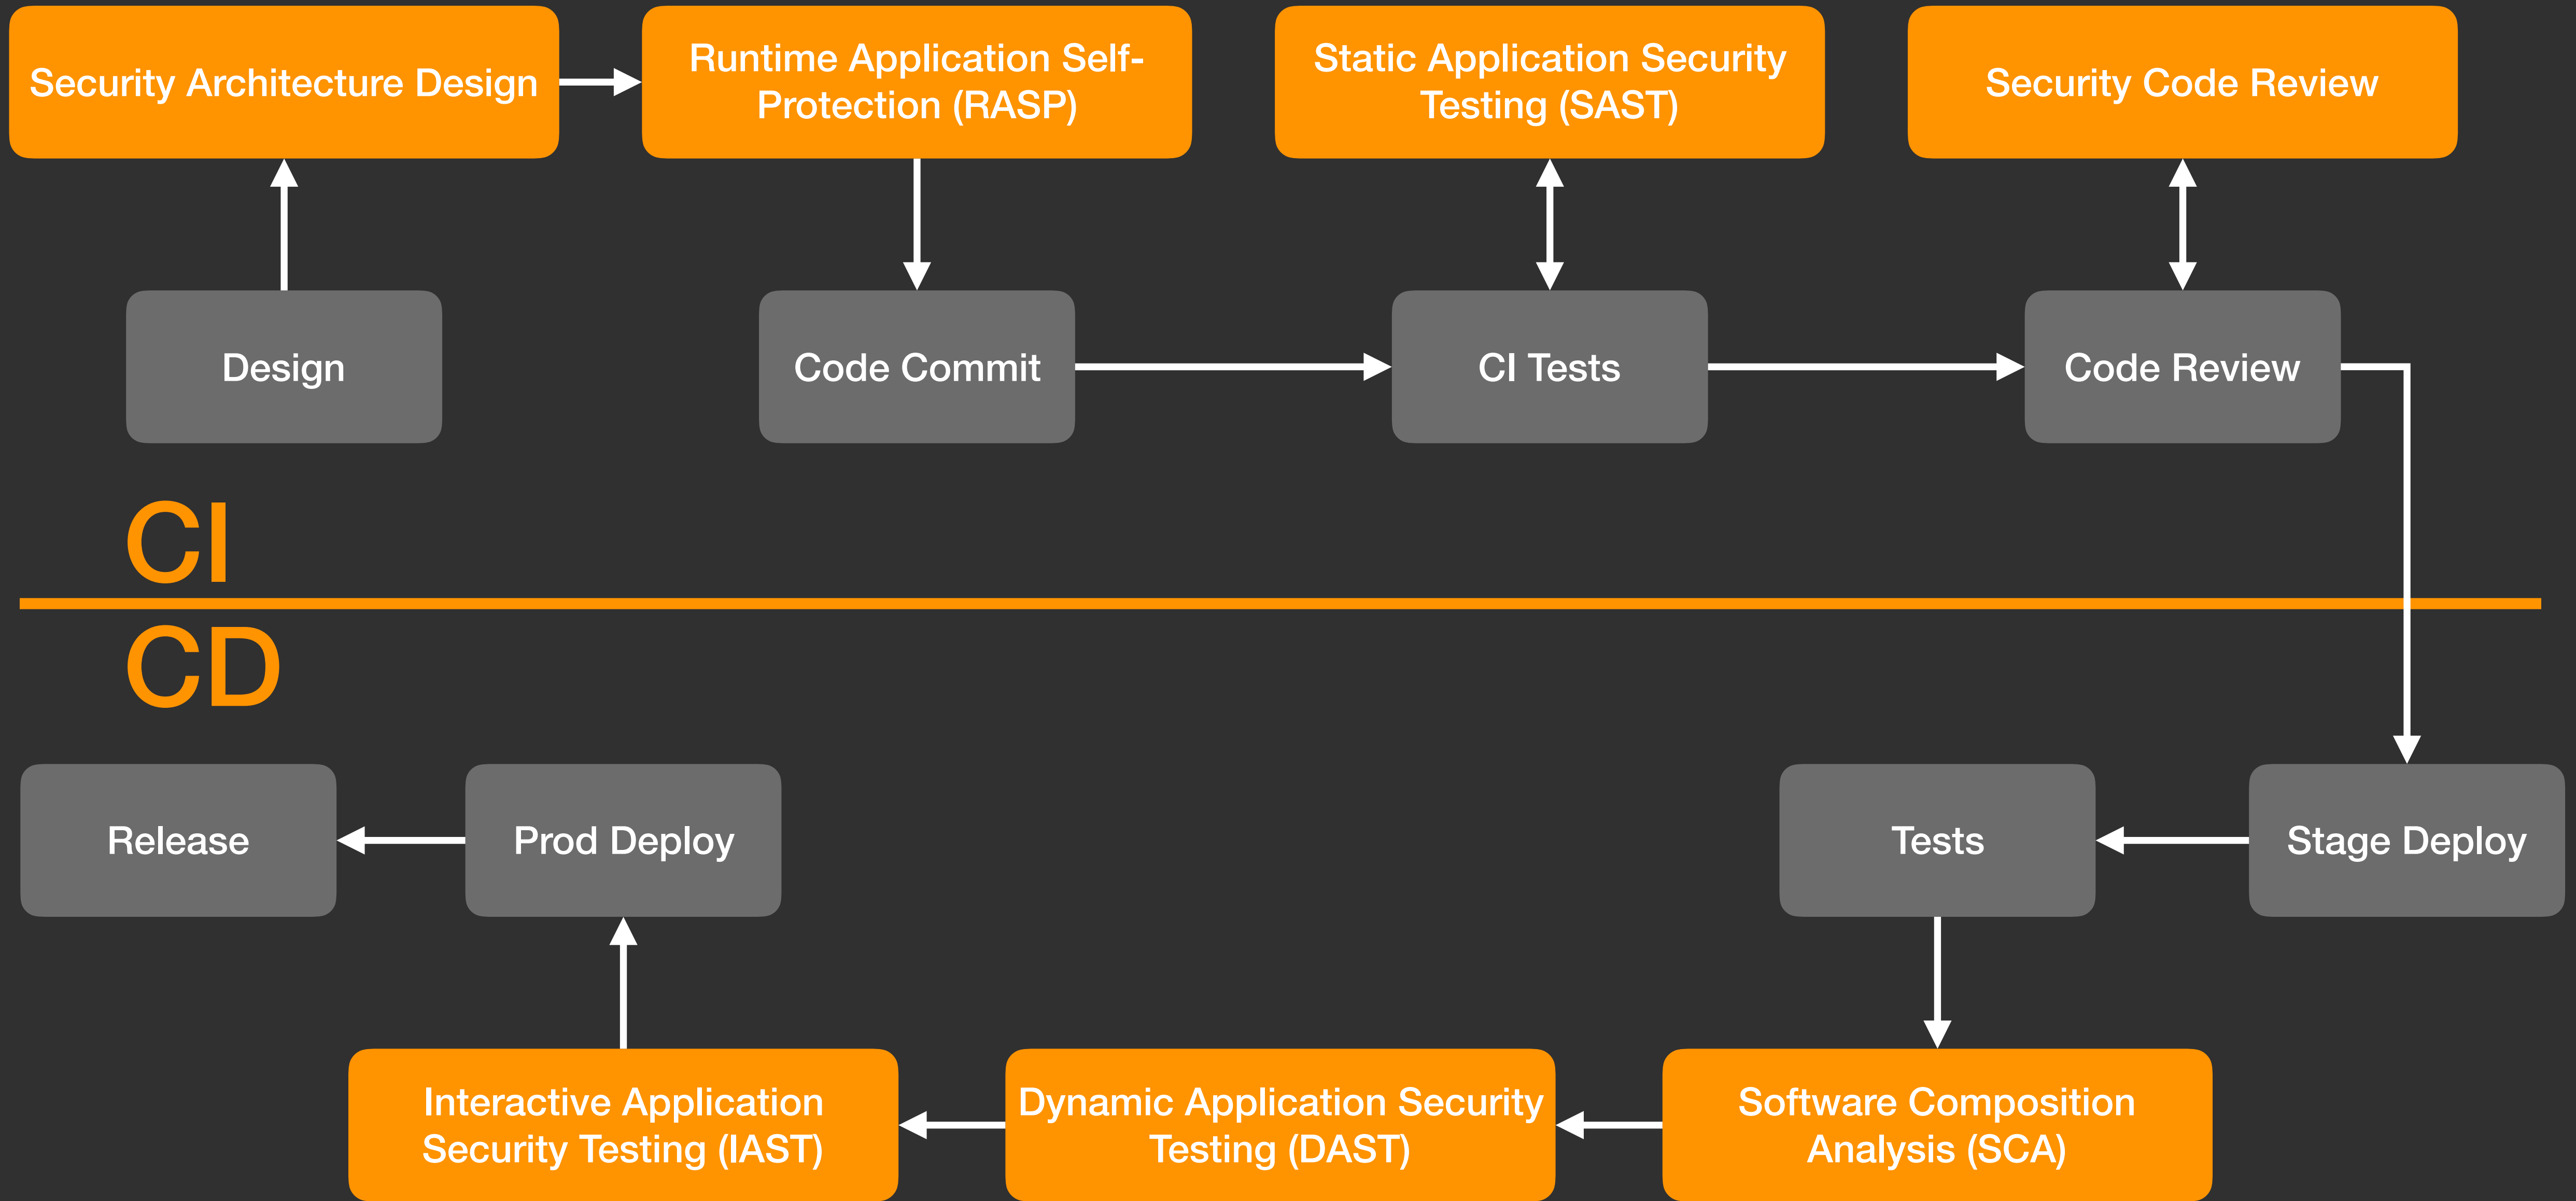 Security Architecture Design
Runtime Application Self-
Protection (RASP)
Static Application Security
Testing (SAST)
Security Code Review
Design
Code Commit
CI Tests
Code Review
CI
CD
Release
Prod Deploy
Tests
Stage Deploy
Interactive Application
Security Testing (IAST)
Dynamic Application Security
Testing (DAST)
Software Composition
Analysis (SCA)